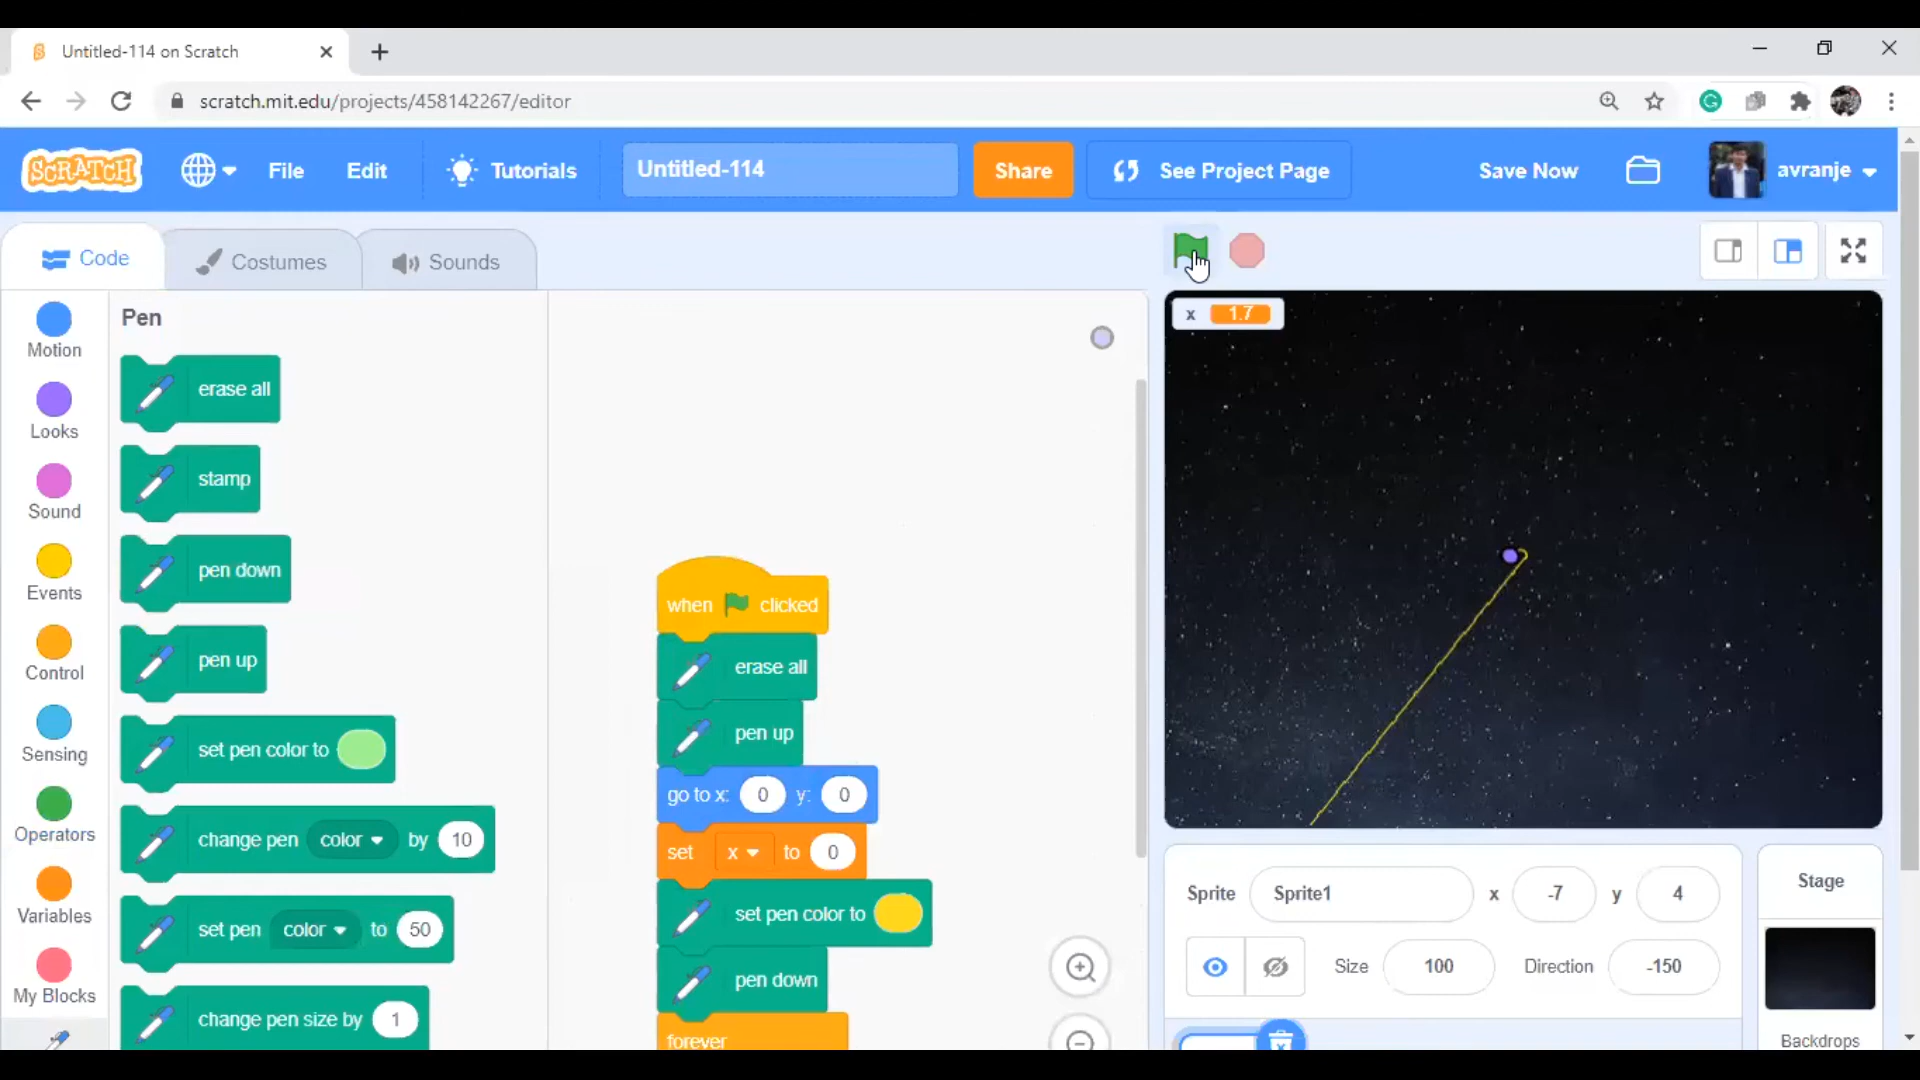 Untitled-114 on Scratch
scratch.mit.edu/projects/458142267/editor
SCRATCH File Edit Tutorials Untitled-114 Share See Project Page Save Now avranje
Code Costumes Sounds
Motion
Looks
Sound
Events
Control
Sensing
Operators
Variables
My Blocks
Pen
erase all
stamp
pen down
pen up
set pen color to
change pen color by 10
set pen color to 50
change pen size by 1
when clicked
erase all
pen up
go to x: 0 y: 0
set x to 0
set pen color to
pen down
forever
x 1.7
Sprite Sprite1 x -7 y 4
Size 100 Direction -150
Stage
Backdrops